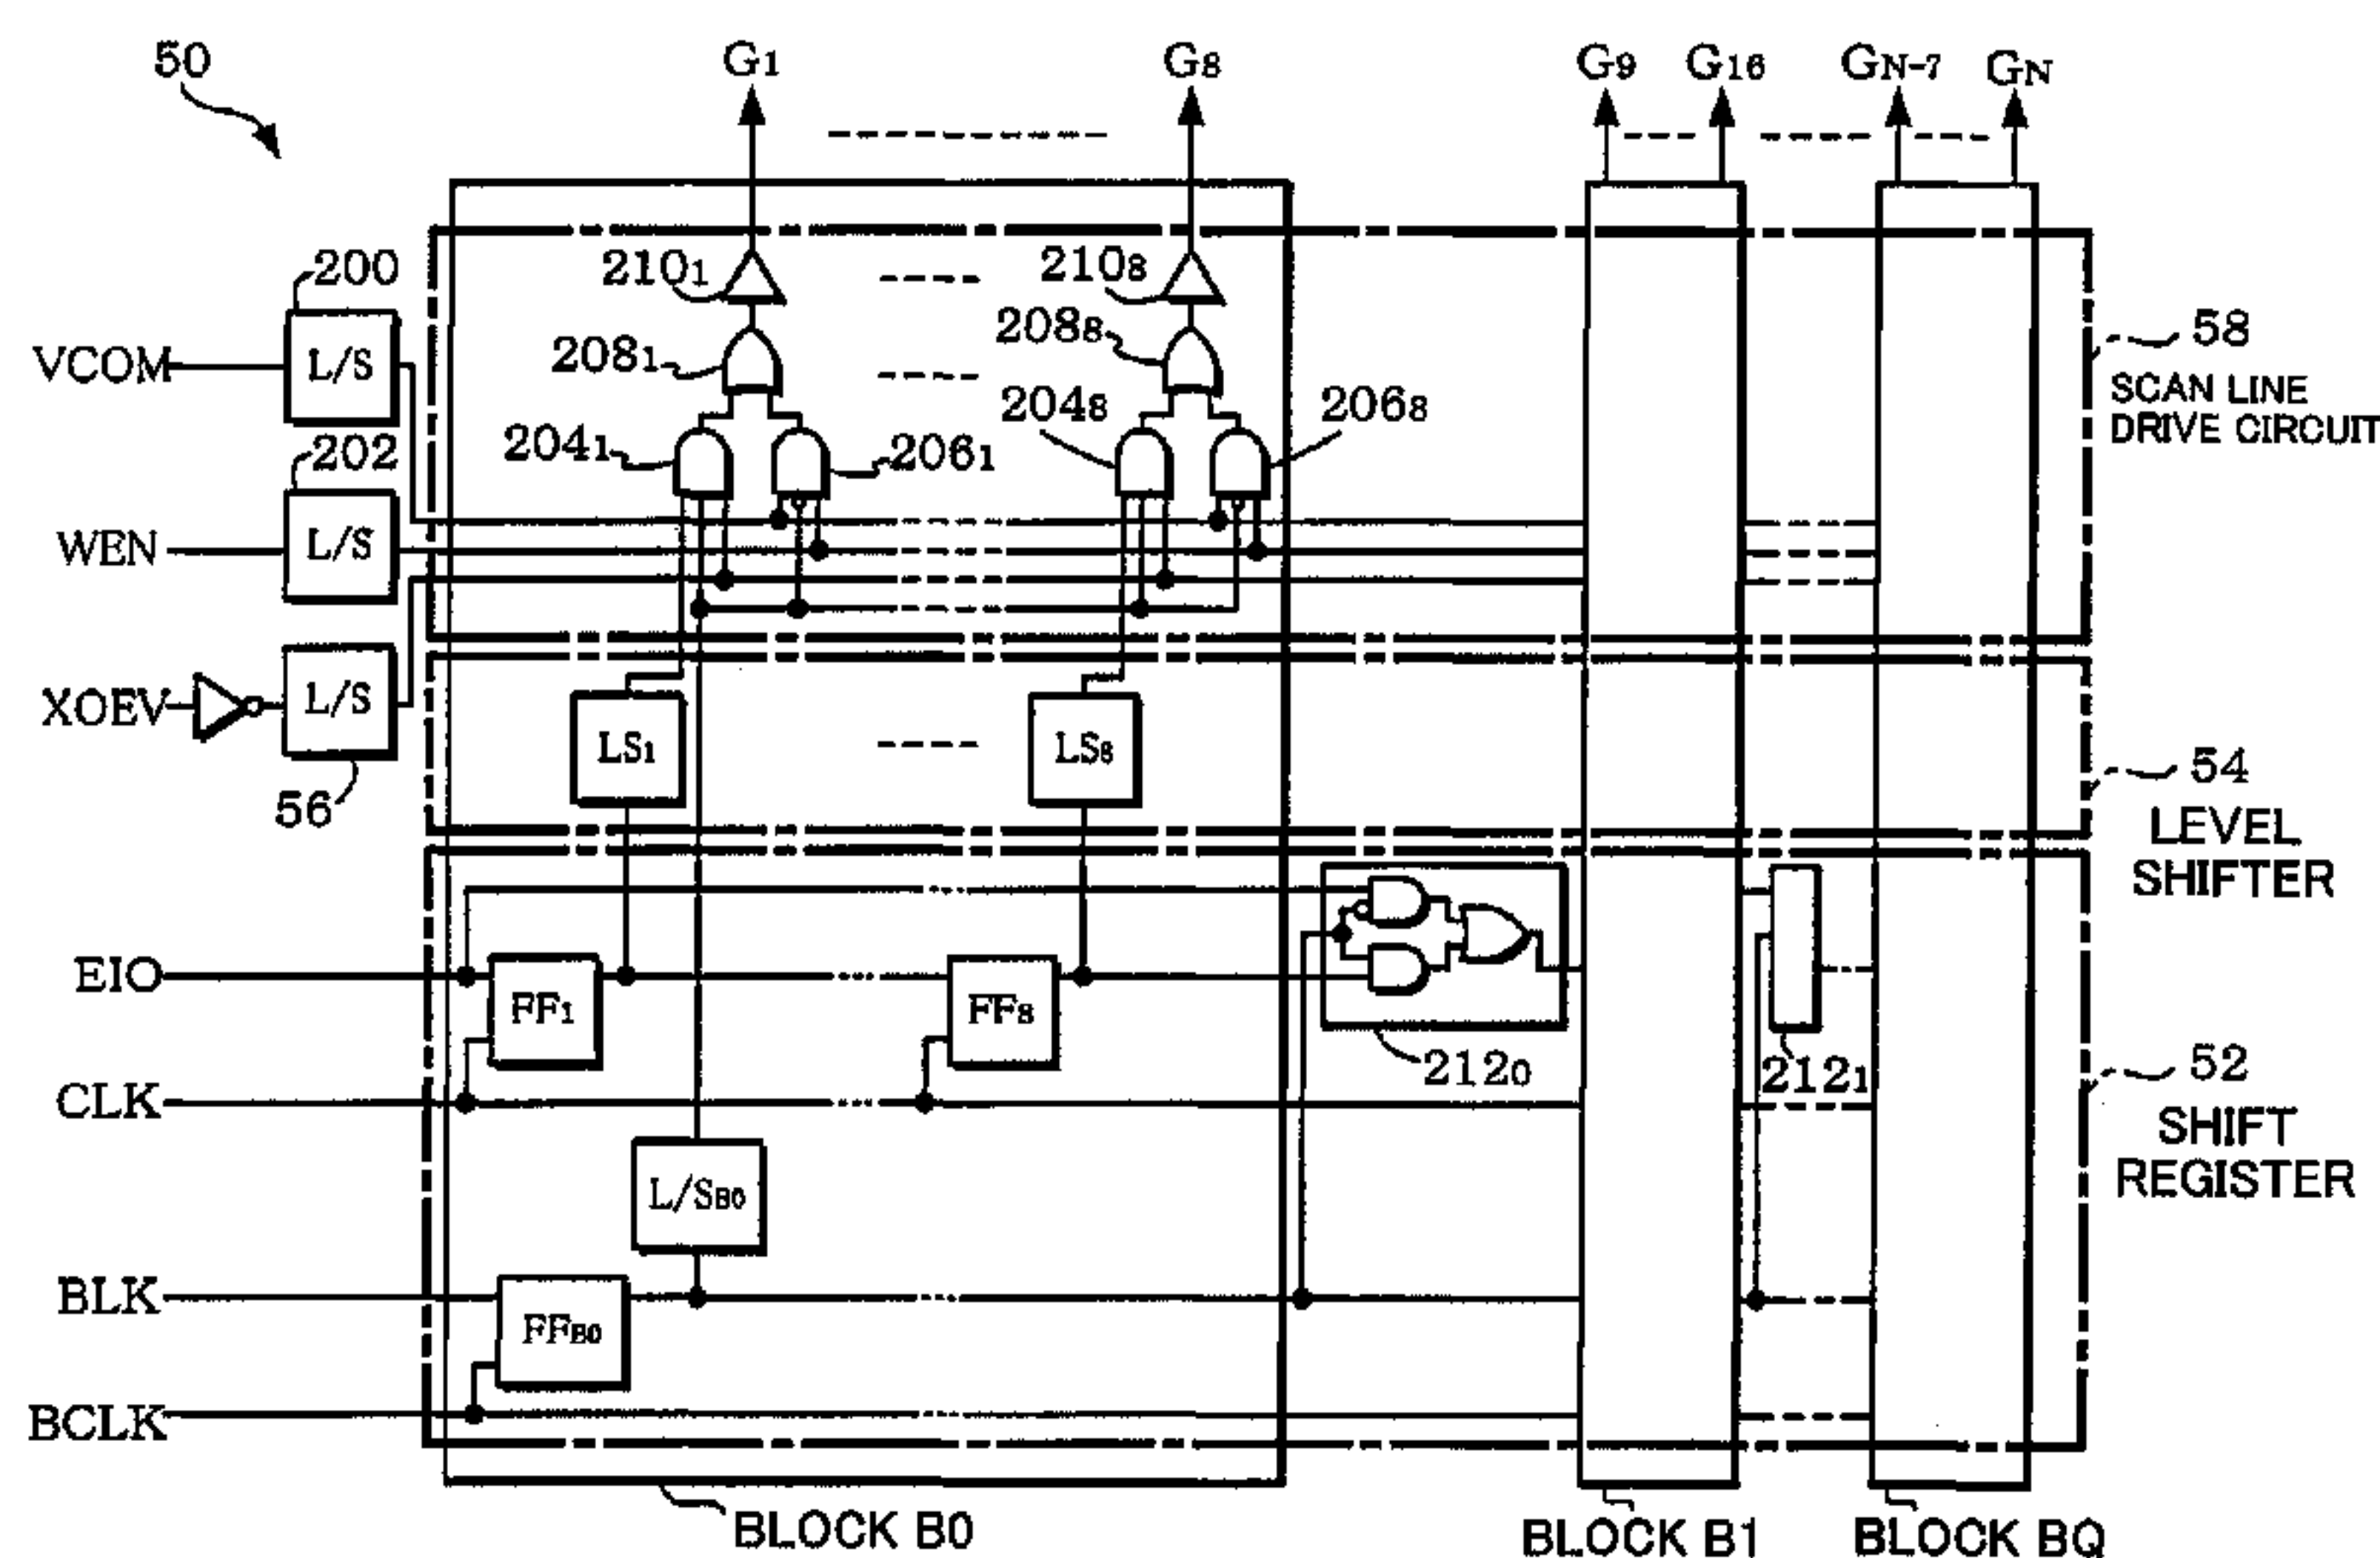 50
G1
G8
G9
G16
GN-7
GN
200
VCOM
L/S
202
WEN
L/S
XOEV
L/S
56
2101
2108
2081
2088
2041
2061
2048
2068
58
SCAN LINE
DRIVE CIRCUIT
LS1
LS8
54
LEVEL
SHIFTER
EIO
FF1
FF8
2120
2121
CLK
52
SHIFT
REGISTER
L/SB0
BLK
FFB0
BCLK
BLOCK B0
BLOCK B1
BLOCK BQ